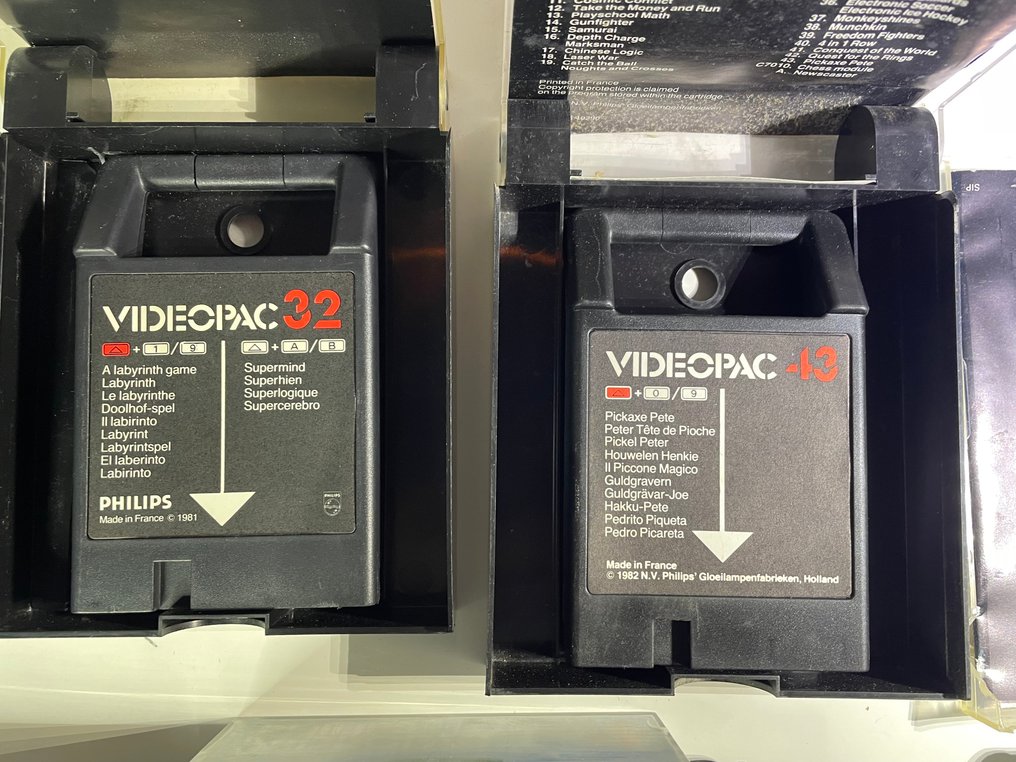 11. Cosmic Conflict
12. Take the Money and Run
13. Playschool Math
14. Gunfighter
15. Samurai
16. Depth Charge
Marksman
17. Chinese Logic
18. Laser War
19. Catch the Ball
Noughts and Crosses
36. Electronic Soccer
Electronic Ice Hockey
37. Monkeyshines
38. Munchkin
39. Freedom Fighters
40. 4 in 1 Row
41. Conquest of the World
42. Quest for the Rings
43. Pickaxe Pete
C7010. Chess module
A. Newscaster
Printed in France
Copyright protection is claimed
on the program stored within the cartridge
N.V. Philips' Gloeilampenfabrieken
VIDEOPAC 32
+ 1 / 9
A labyrinth game
Labyrinth
Le labyrinthe
Doolhof-spel
Il labirinto
Labyrint
Labyrintspel
El laberinto
Labirinto
+ A / B
Supermind
Superhien
Superlogique
Supercerebro
PHILIPS
Made in France © 1981
PHILIPS
VIDEOPAC 43
+ 0 / 9
Pickaxe Pete
Peter Tête de Pioche
Pickel Peter
Houwelen Henkie
Il Piccone Magico
Guldgravern
Guldgrävar-Joe
Hakku-Pete
Pedrito Piqueta
Pedro Picareta
Made in France
© 1982 N.V. Philips' Gloeilampenfabrieken, Holland
SIP